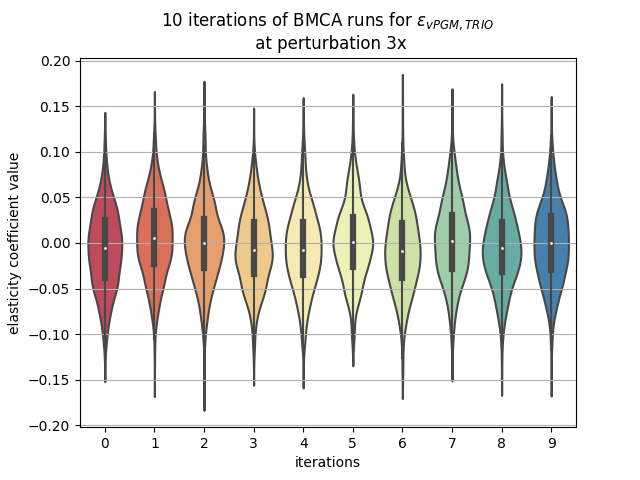 10 iterations of BMCA runs for ε_{vPGM, TRIO}
at perturbation 3x
elasticity coefficient value
0.20
0.15
0.10
0.05
0.00
−0.05
−0.10
−0.15
−0.20
0 1 2 3 4 5 6 7 8 9
iterations